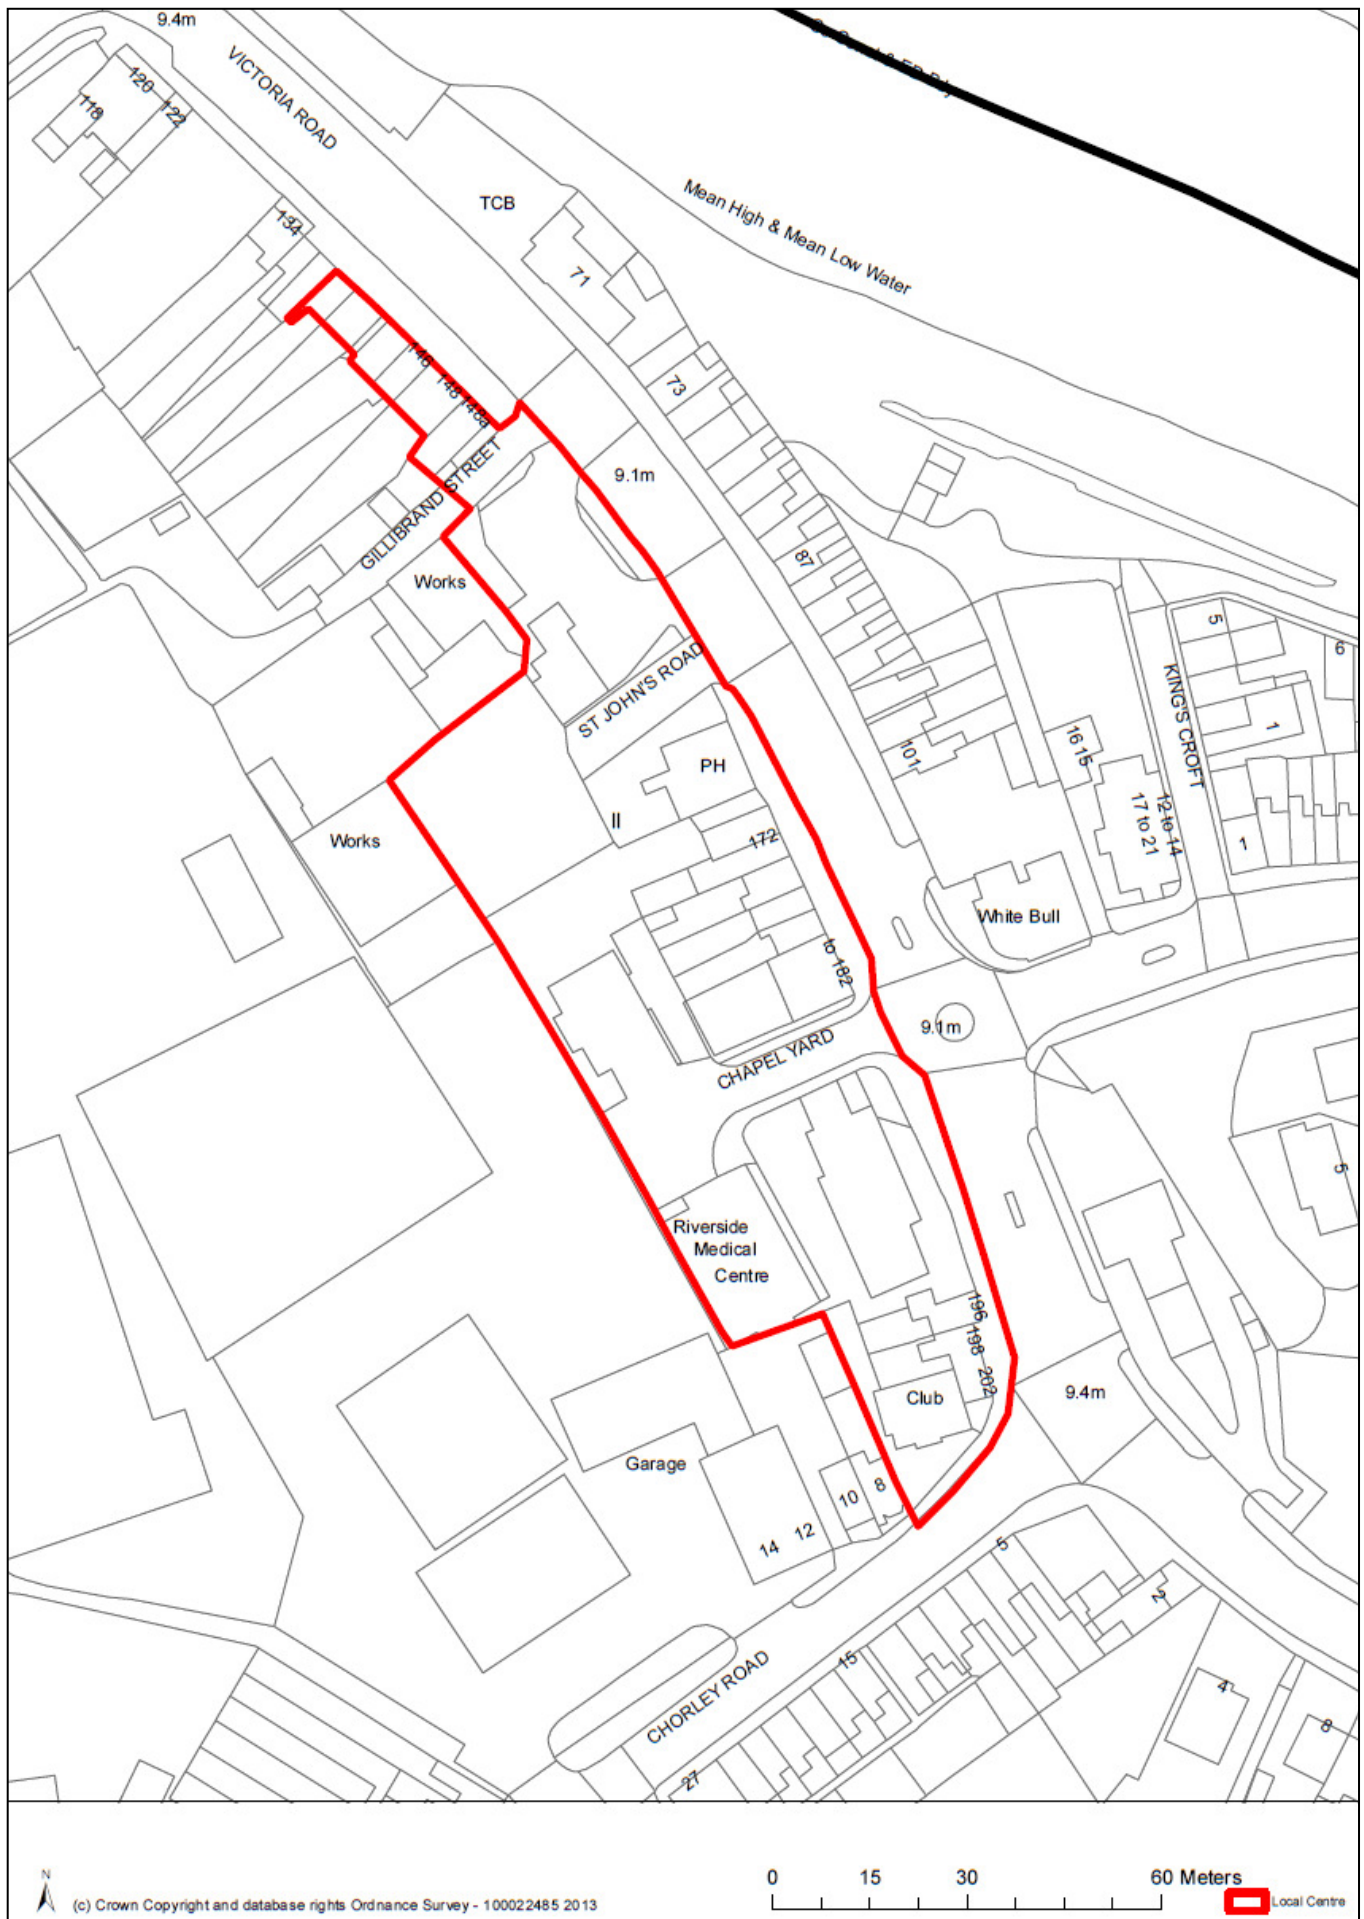 9.4m
VICTORIA ROAD
120
118
122
TCB
Mean High & Mean Low Water
134
71
146
148
148a
73
GILLIBRAND STREET
9.1m
87
Works
5
6
ST JOHN'S ROAD
KING'S CROFT
PH
101
16 15
1
II
172
Works
12 to 14
17 to 21
1
White Bull
to 182
9.1m
CHAPEL YARD
5
Riverside
Medical
Centre
196
198
202
Club
9.4m
Garage
8
10
12
14
5
2
15
CHORLEY ROAD
4
8
27
N
(c) Crown Copyright and database rights Ordnance Survey - 100022485 2013
0 15 30 60 Meters
Local Centre